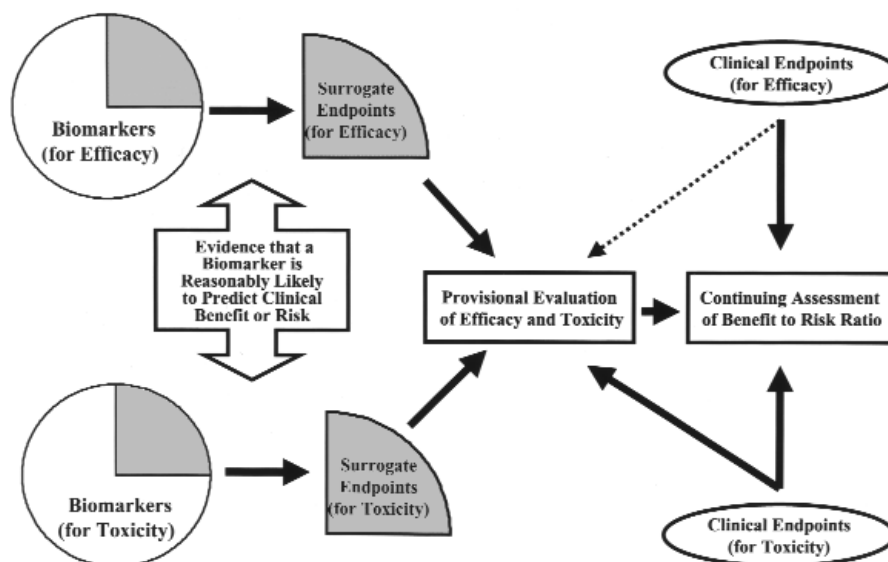 Biomarkers
(for Efficacy)
Surrogate
Endpoints
(for Efficacy)
Clinical Endpoints
(for Efficacy)
Evidence that a
Biomarker is
Reasonably Likely
to Predict Clinical
Benefit or Risk
Provisional Evaluation
of Efficacy and Toxicity
Continuing Assessment
of Benefit to Risk Ratio
Biomarkers
(for Toxicity)
Surrogate
Endpoints
(for Toxicity)
Clinical Endpoints
(for Toxicity)